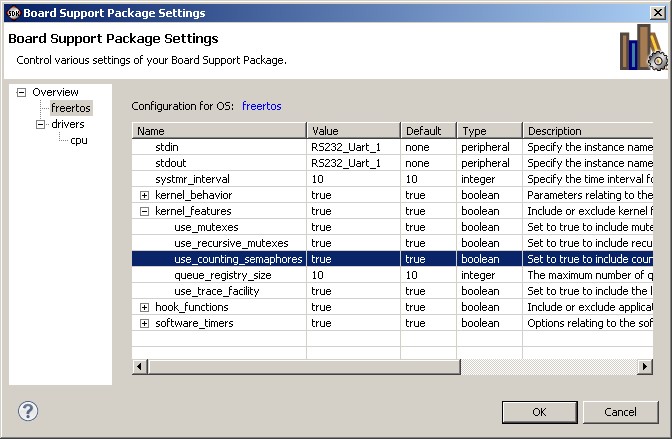 Board Support Package Settings
Board Support Package Settings
Control various settings of your Board Support Package.
Overview
freertos
drivers
cpu
Configuration for OS: freertos
Name Value Default Type Description
stdin RS232_Uart_1 none peripheral Specify the instance name
stdout RS232_Uart_1 none peripheral Specify the instance name
systmr_interval 10 10 integer Specify the time interval fo
kernel_behavior true true boolean Parameters relating to the
kernel_features true true boolean Include or exclude kernel f
use_mutexes true true boolean Set to true to include mute
use_recursive_mutexes true true boolean Set to true to include recu
use_counting_semaphores true true boolean Set to true to include coun
queue_registry_size 10 10 integer The maximum number of q
use_trace_facility true true boolean Set to true to include the l
hook_functions true true boolean Include or exclude applicat
software_timers true true boolean Options relating to the sof
OK Cancel